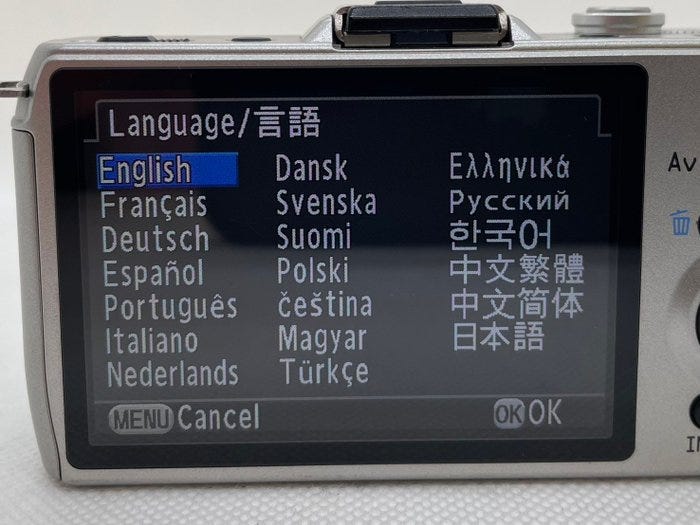 Language/言語
English Dansk Ελληνικά
Français Svenska Русский
Deutsch Suomi 한국어
Español Polski 中文繁體
Português čeština 中文简体
Italiano Magyar 日本語
Nederlands Türkçe
MENU Cancel OK OK
Av